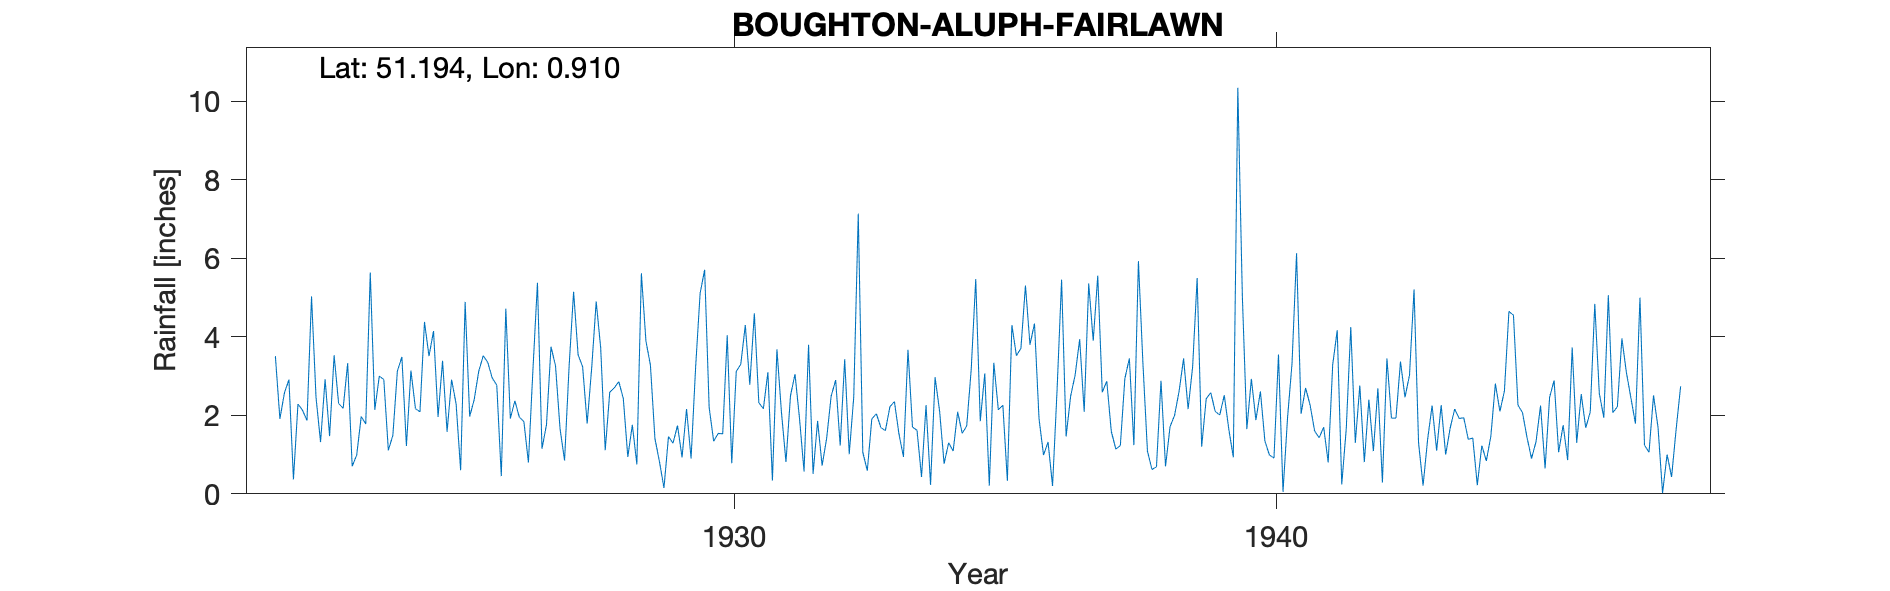 BOUGHTON-ALUPH-FAIRLAWN
Lat: 51.194, Lon: 0.910
10
8
6
4
2
0
Rainfall [inches]
1930 1940
Year